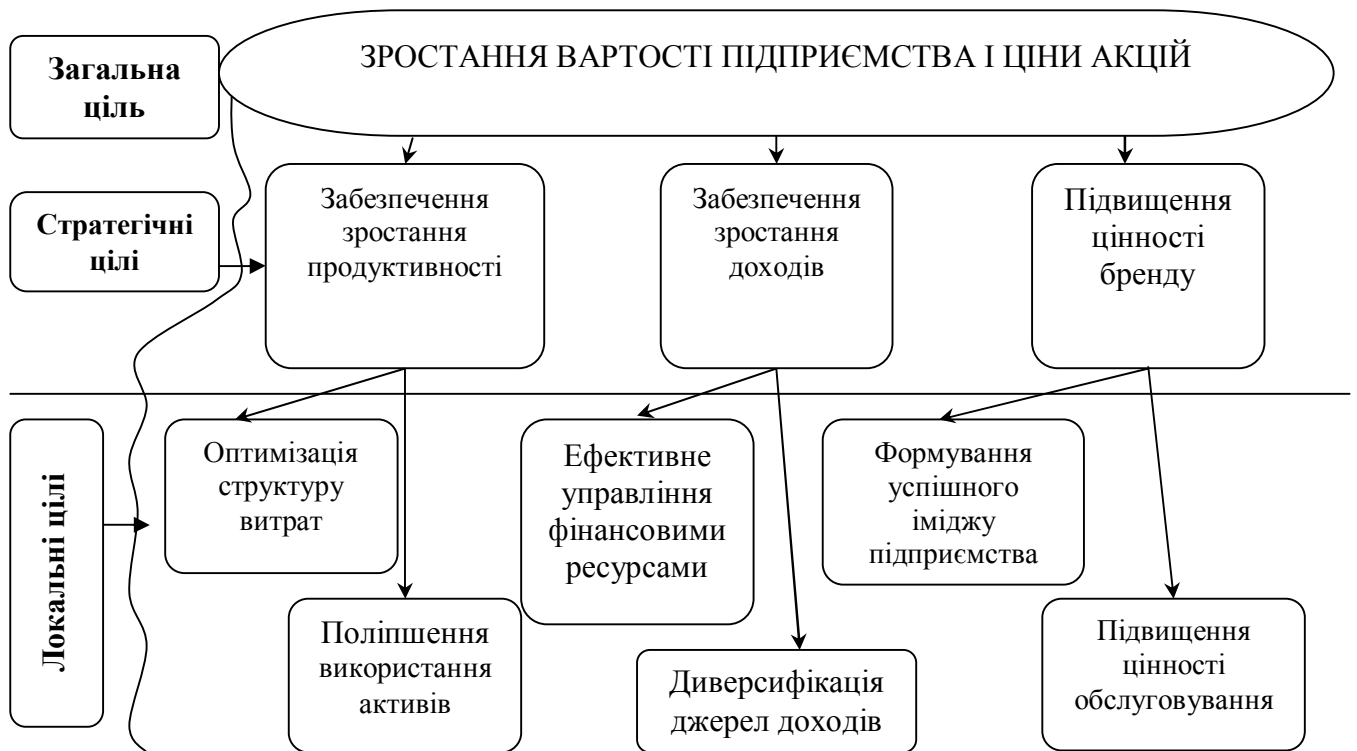 ЗРОСТАННЯ ВАРТОСТІ ПІДПРИЄМСТВА І ЦІНИ АКЦІЙ
Загальна
ціль
Стратегічні
цілі
Забезпечення
зростання
продуктивності
Забезпечення
зростання
доходів
Підвищення
цінності
бренду
Локальні цілі
Оптимізація
структуру
витрат
Ефективне
управління
фінансовими
ресурсами
Формування
успішного
іміджу
підприємства
Поліпшення
використання
активів
Диверсифікація
джерел доходів
Підвищення
цінності
обслуговування